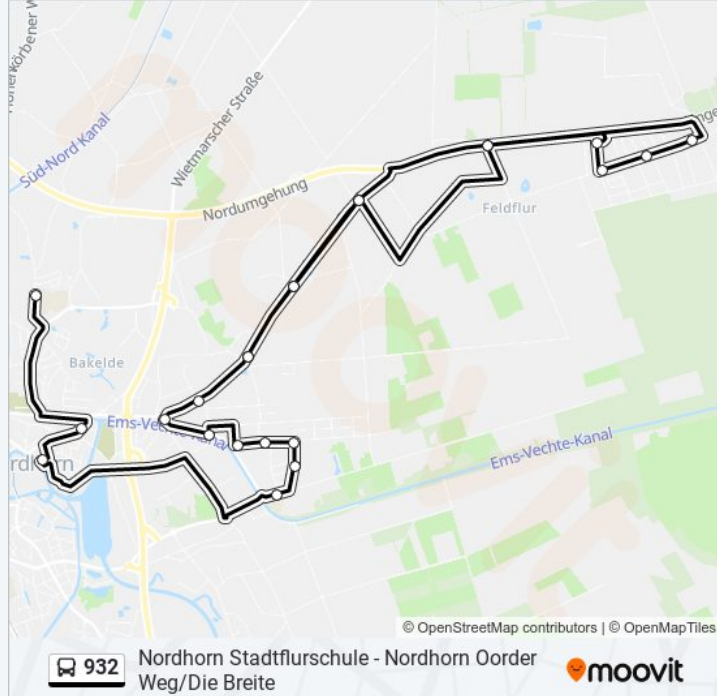 Süd-Nord Kanal
Wietmarscher Straße
Nordumgehung
Feldflur
Bakelde
Ems-Vechte-Kanal
Ems-Vechte-Kanal
rdhorn
© OpenStreetMap contributors | © OpenMapTiles
932
Nordhorn Stadtflurschule - Nordhorn Oorder
Weg/Die Breite
moovit